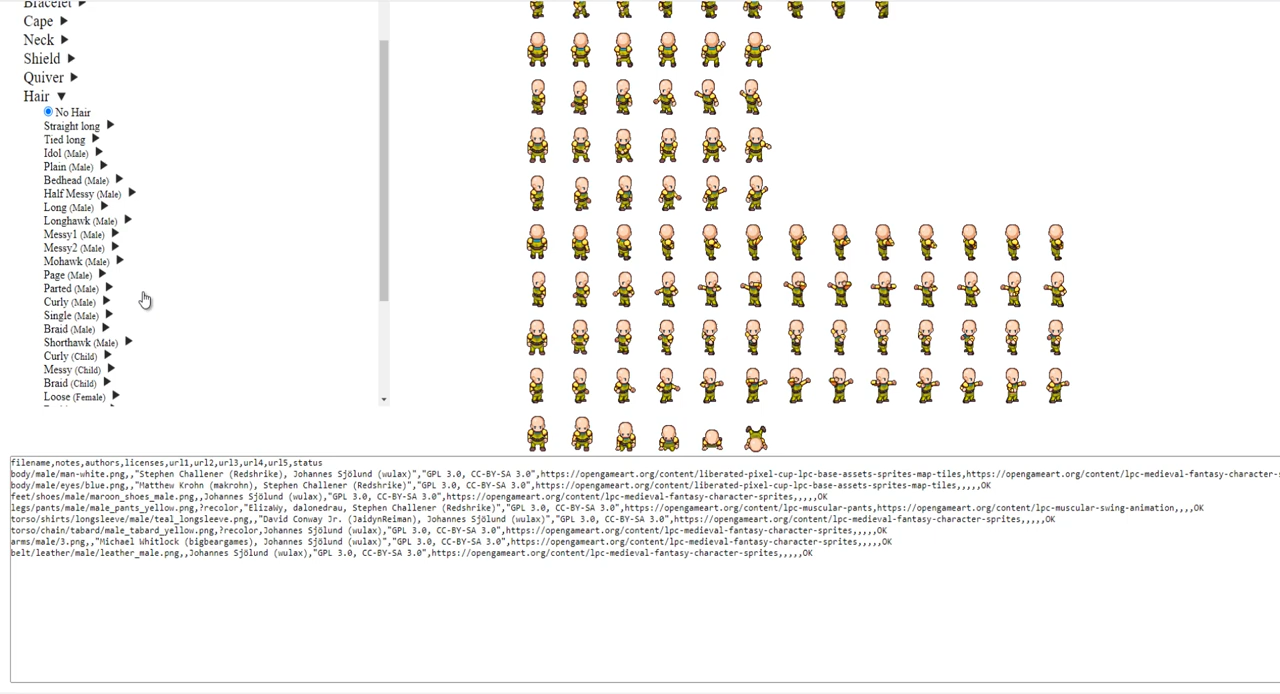 Bracelet
Cape
Neck
Shield
Quiver
Hair
No Hair
Straight long
Tied long
Idol (Male)
Plain (Male)
Bedhead (Male)
Half Messy (Male)
Long (Male)
Longhawk (Male)
Messy1 (Male)
Messy2 (Male)
Mohawk (Male)
Page (Male)
Parted (Male)
Curly (Male)
Single (Male)
Braid (Male)
Shorthawk (Male)
Curly (Child)
Messy (Child)
Braid (Child)
Loose (Female)
filename,notes,authors,licenses,url1,url2,url3,url4,url5,status
body/male/man-white.png,,"Stephen Challener (Redshrike), Johannes Sjölund (wulax)","GPL 3.0, CC-BY-SA 3.0",https://opengameart.org/content/liberated-pixel-cup-lpc-base-assets-sprites-map-tiles,https://opengameart.org/content/lpc-medieval-fantasy-character-s
body/male/eyes/blue.png,,"Matthew Krohn (makrohn), Stephen Challener (Redshrike)","GPL 3.0, CC-BY-SA 3.0",https://opengameart.org/content/liberated-pixel-cup-lpc-base-assets-sprites-map-tiles,,,,,OK
feet/shoes/male/maroon_shoes_male.png,,Johannes Sjölund (wulax),"GPL 3.0, CC-BY-SA 3.0",https://opengameart.org/content/lpc-medieval-fantasy-character-sprites,,,,,OK
legs/pants/male/male_pants_yellow.png,?recolor,"ElizaWy, dalonedrau, Stephen Challener (Redshrike)","GPL 3.0, CC-BY-SA 3.0",https://opengameart.org/content/lpc-muscular-pants,https://opengameart.org/content/lpc-muscular-swing-animation,,,,OK
torso/shirts/longsleeve/male/teal_longsleeve.png,,"David Conway Jr. (JaidynReiman), Johannes Sjölund (wulax)","GPL 3.0, CC-BY-SA 3.0",https://opengameart.org/content/lpc-medieval-fantasy-character-sprites,,,,,OK
torso/chain/tabard/male_tabard_yellow.png,?recolor,Johannes Sjölund (wulax),"GPL 3.0, CC-BY-SA 3.0",https://opengameart.org/content/lpc-medieval-fantasy-character-sprites,,,,,OK
arms/male/3.png,,"Michael Whitlock (bigbeargames), Johannes Sjölund (wulax)","GPL 3.0, CC-BY-SA 3.0",https://opengameart.org/content/lpc-medieval-fantasy-character-sprites,,,,,OK
belt/leather/male/leather_male.png,,Johannes Sjölund (wulax),"GPL 3.0, CC-BY-SA 3.0",https://opengameart.org/content/lpc-medieval-fantasy-character-sprites,,,,,OK